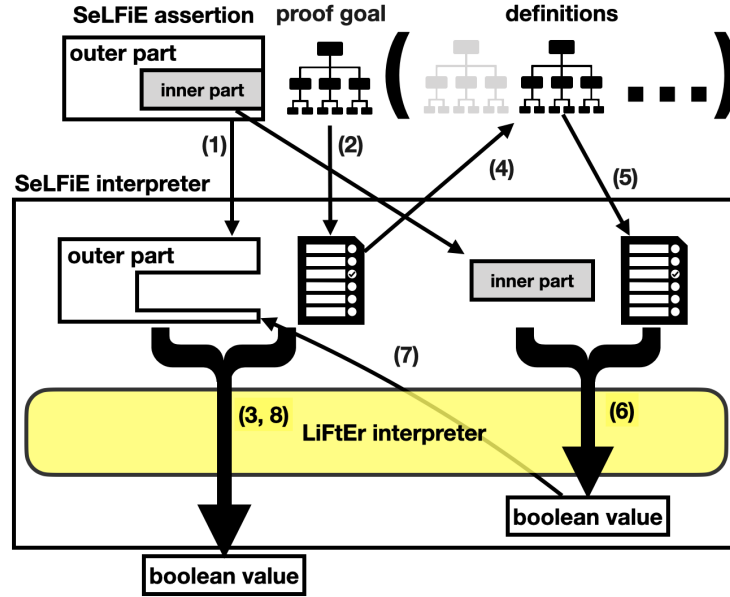 SeLFiE assertion
proof goal
definitions
outer part
inner part
(1)
(2)
(4)
(5)
SeLFiE interpreter
outer part
inner part
(7)
(3, 8)
(6)
LiFtEr interpreter
boolean value
boolean value